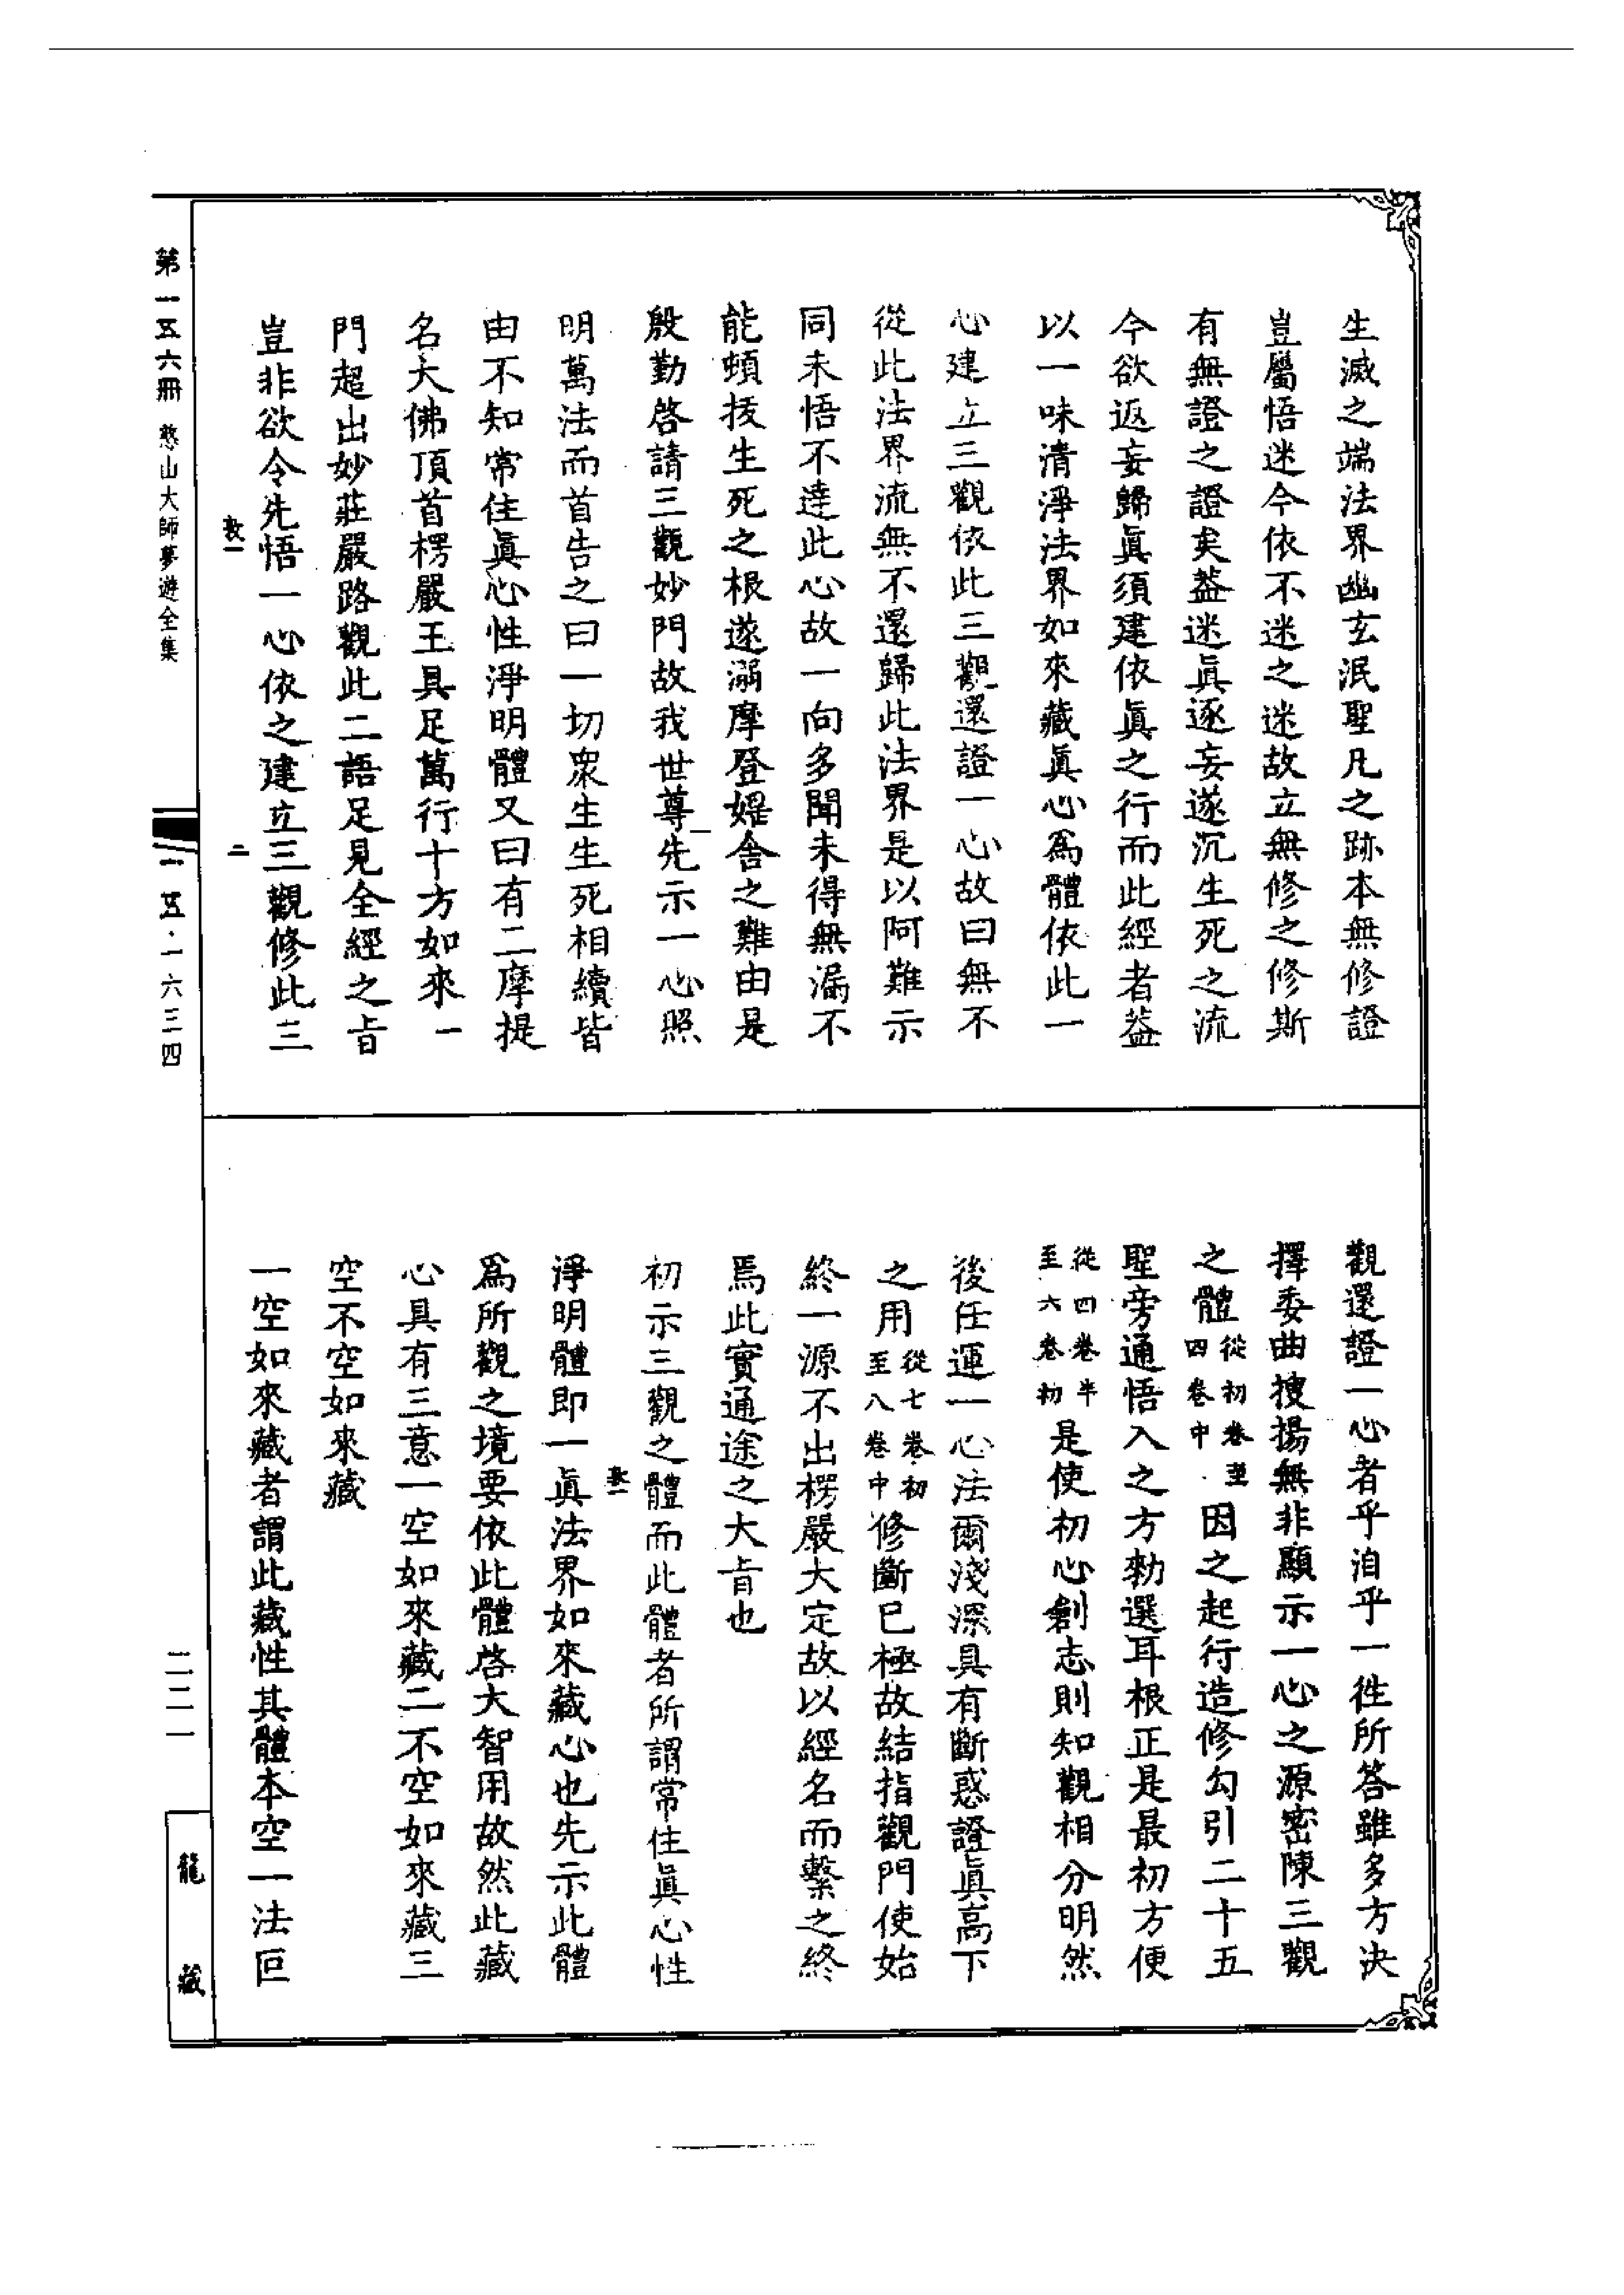 生滅之端法界幽玄泯聖凡之跡本無修證
豈屬悟迷今依不迷之迷故立無修之修斯
有無證之證矣葢迷眞逐妄遂沉生死之流
今欲返妄歸眞須建依眞之行而此經者葢
以一味清淨法界如來藏眞心爲體依此一
心建立三觀依此三觀還證一心故曰無不
從此法界流無不還歸此法界是以阿難示
同未悟不達此心故一向多聞未得無漏不
能頓拔生死之根遂溺摩登婬舍之難由是
殷勤啓請三觀妙門故我世尊先示一心照
明萬法而首告之曰一切衆生生死相續皆
由不知常住眞心性淨明體又曰有三摩提
名大佛頂首楞嚴王具足萬行十方如來一
門超出妙莊嚴路觀此二語足見全經之旨
豈非欲令先悟一心依之建立三觀修此三
二
觀還證一心者乎洎乎一徃所答雖多方决
擇委曲搜揚無非顯示一心之源密陳三觀
之體從初卷至四卷中因之起行造修勾引二十五
聖旁通悟入之方勑選耳根正是最初方便
從四卷半至六卷初是使初心創志則知觀相分明然
後任運一心法爾淺深具有斷惑證眞高下
之用從七卷初至八卷中修斷已極故結指觀門使始
終一源不出楞嚴大定故以經名而繫之終
焉此實通途之大旨也
初示三觀之體而此體者所謂常住眞心性
淨明體即一眞法界如來藏心也先示此體
爲所觀之境要依此體啓大智用故然此藏
心具有三意一空如來藏二不空如來藏三
空不空如來藏
一空如來藏者謂此藏性其體本空一法叵
第一五六冊 憨山大師夢遊全集
一五五·一六三四
二二一
龍藏